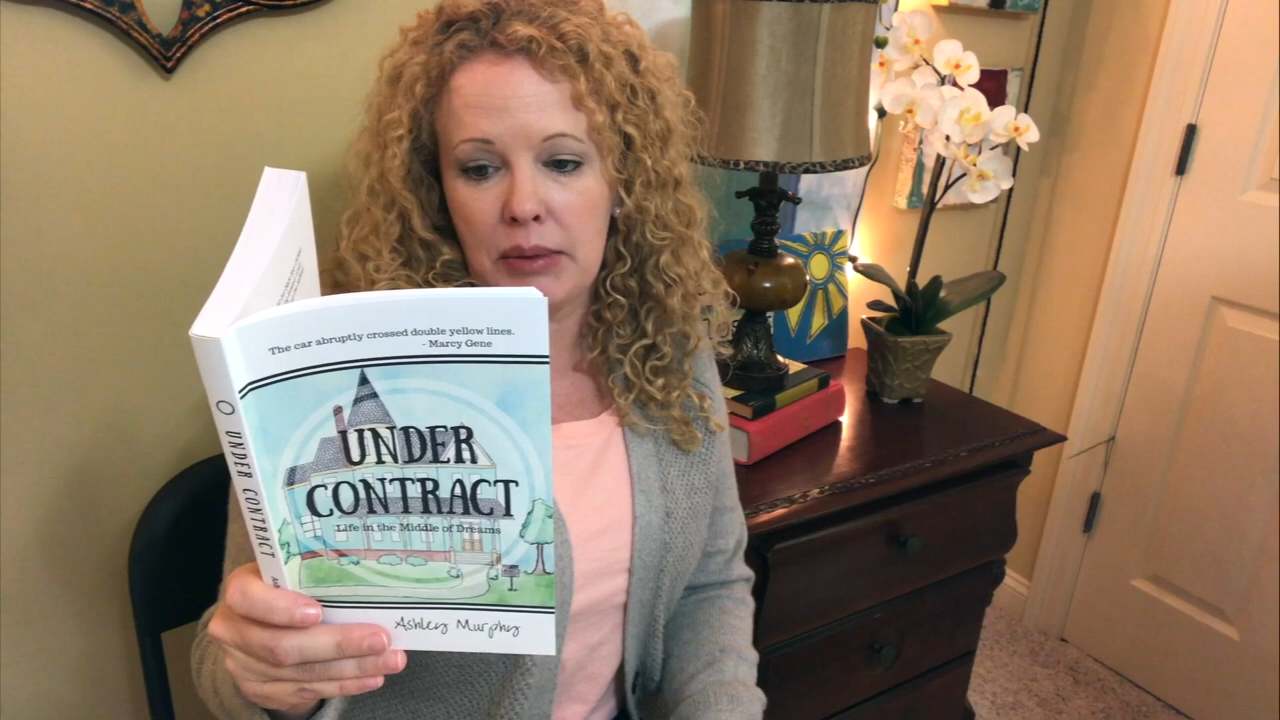 The car abruptly crossed double yellow lines.
- Marcy Gene
UNDER
CONTRACT
Life in the Middle of Dreams
Ashley Murphy
UNDER CONTRACT